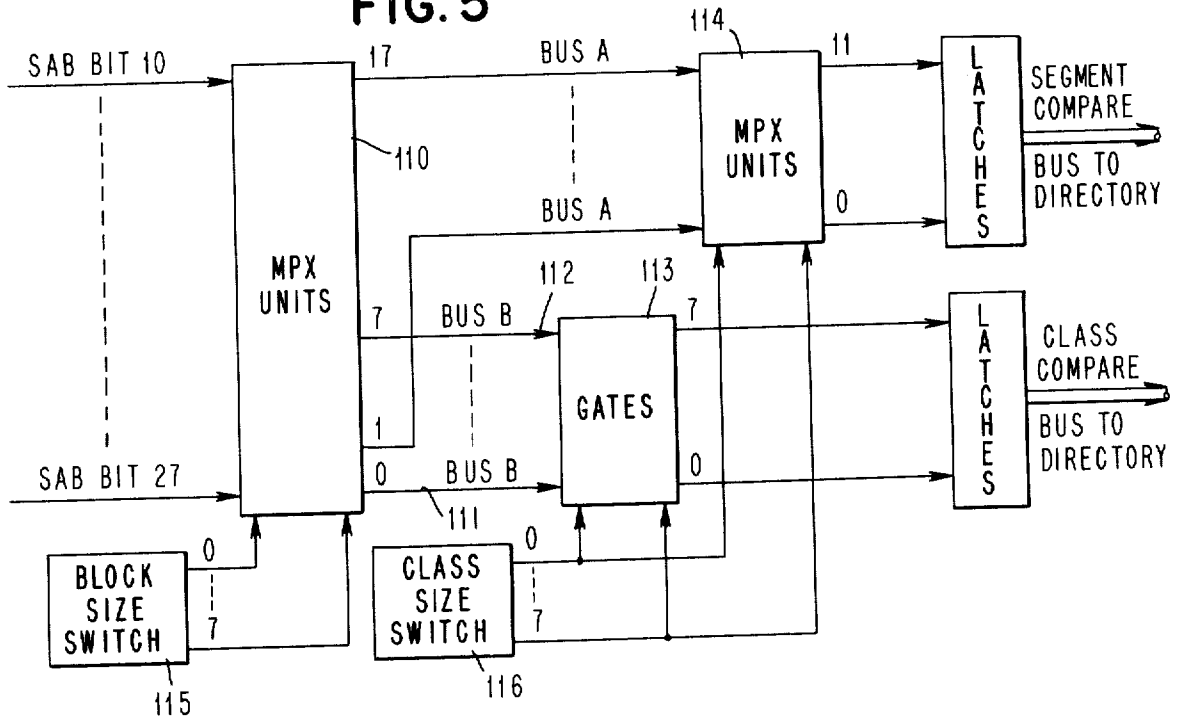 FIG. 5
SAB BIT 10
17
BUS A
114
11
LATCHES
SEGMENT
COMPARE
BUS TO
DIRECTORY
110
MPX
UNITS
MPX
UNITS
BUS A
0
7
BUS B
112
113
7
LATCHES
CLASS
COMPARE
BUS TO
DIRECTORY
GATES
1
SAB BIT 27
0
BUS B
111
0
BLOCK
SIZE
SWITCH
0
7
115
CLASS
SIZE
SWITCH
0
7
116